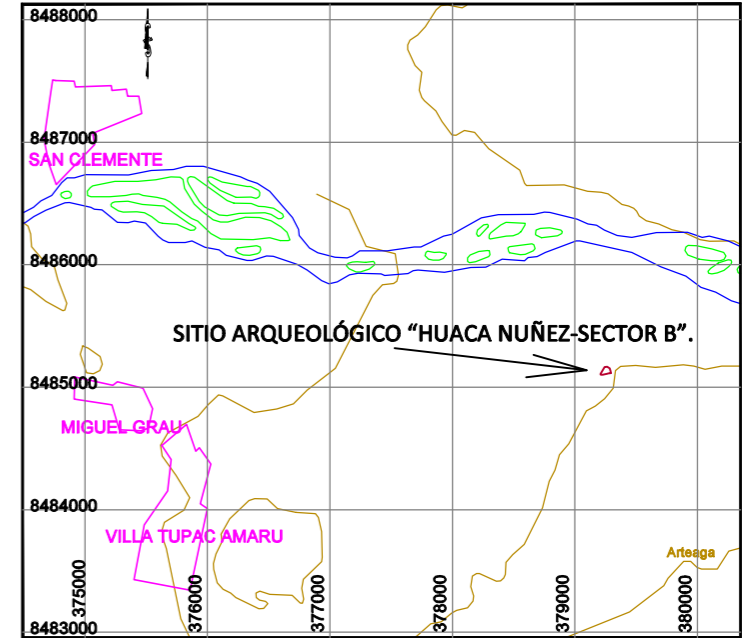 8488000
8487000
SAN CLEMENTE
8486000
SITIO ARQUEOLÓGICO “HUACA NUÑEZ-SECTOR B”.
8485000
MIGUEL GRAU
8484000
VILLA TUPAC AMARU
Arteaga
8483000
375000
376000
377000
378000
379000
380000